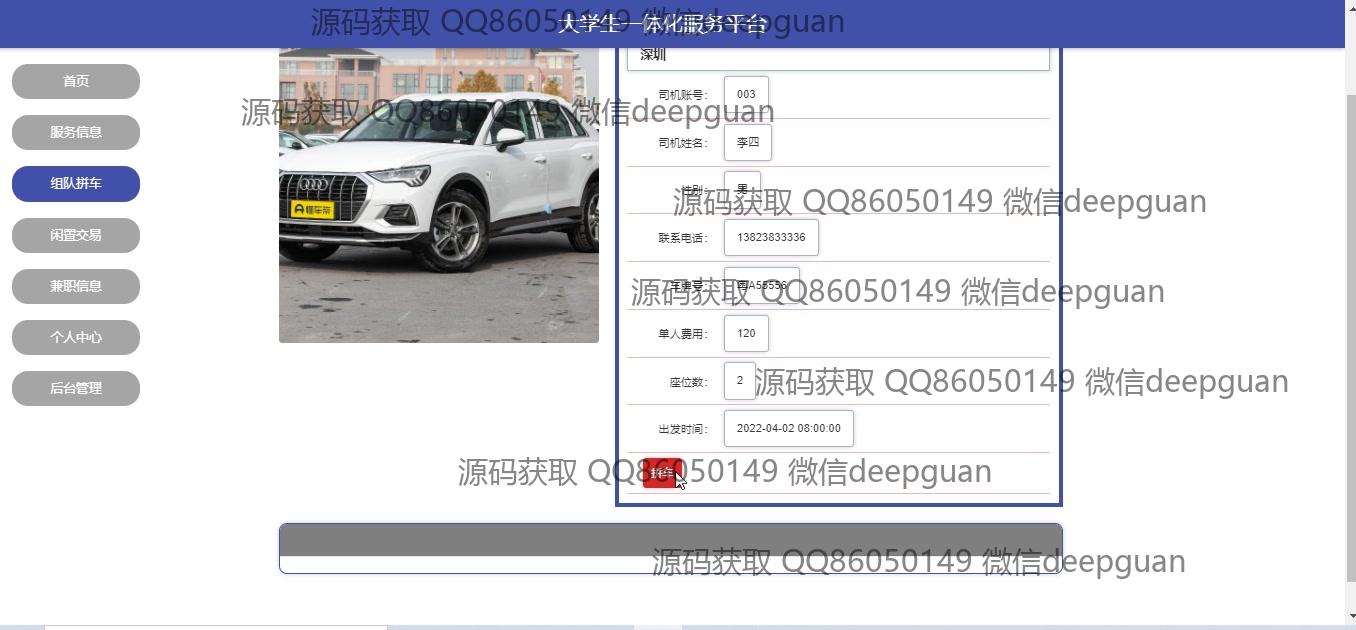 大学生一体化服务平台
源码获取 QQ86050149 微信deepguan
首页
服务信息
组队拼车
闲置交易
兼职信息
个人中心
后台管理
深圳
司机账号： 003
源码获取 QQ86050149 微信deepguan
司机姓名： 李四
性别： 男
源码获取 QQ86050149 微信deepguan
联系电话： 13823833336
车牌号：
源码获取 QQ86050149 微信deepguan
单人费用： 120
座位数： 2
源码获取 QQ86050149 微信deepguan
出发时间： 2022-04-02 08:00:00
拼车
源码获取 QQ86050149 微信deepguan
源码获取 QQ86050149 微信deepguan
懂车帝